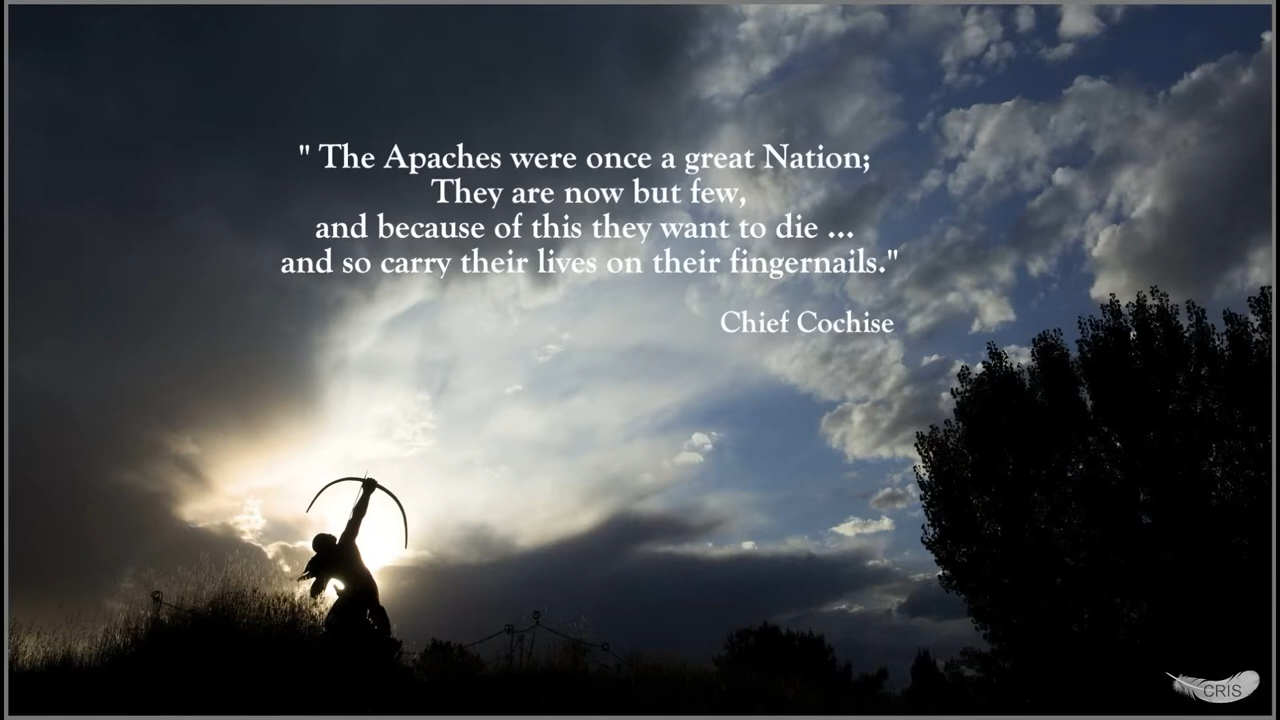 " The Apaches were once a great Nation;
They are now but few,
and because of this they want to die ...
and so carry their lives on their fingernails."
Chief Cochise
CRIS